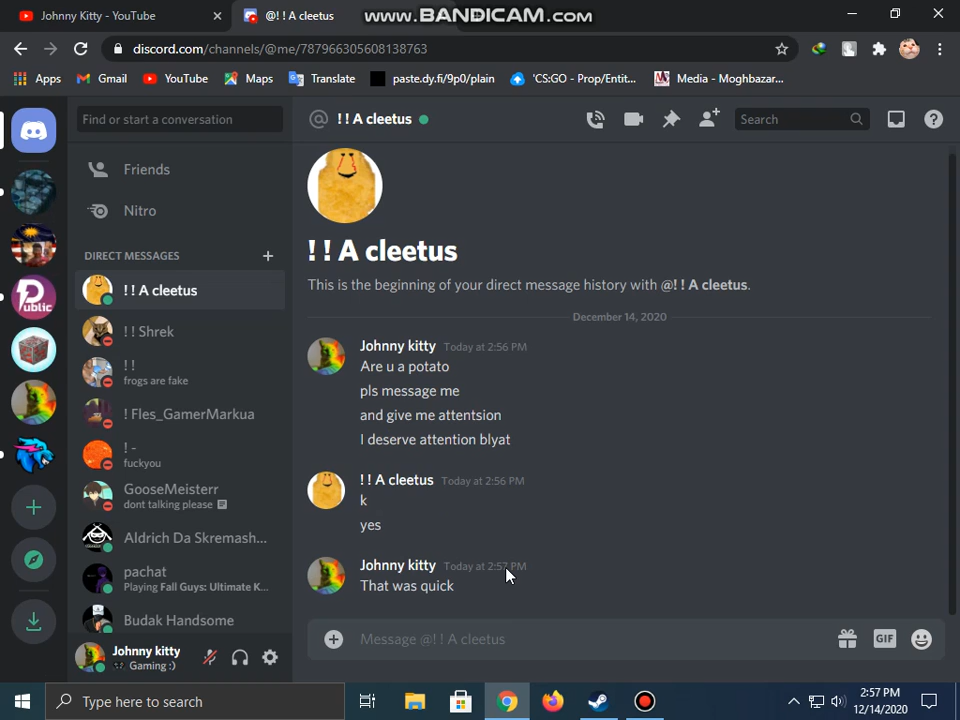 Johnny Kitty - YouTube
@! ! A cleetus
www.BANDICAM.com
discord.com/channels/@me/787966305608138763
Apps
Gmail
YouTube
Maps
Translate
paste.dy.fi/9p0/plain
'CS:GO - Prop/Entit...
Media - Moghbazar...
Find or start a conversation
@ ! ! A cleetus
Search
Friends
Nitro
DIRECT MESSAGES +
! ! A cleetus
! ! Shrek
! !
frogs are fake
! Fles_GamerMarkua
! -
fuckyou
GooseMeisterr
dont talking please
Aldrich Da Skremash...
pachat
Playing Fall Guys: Ultimate K...
Budak Humour
Johnny kitty
Gaming :)
PUBLIC
! ! A cleetus
This is the beginning of your direct message history with @! ! A cleetus.
December 14, 2020
Johnny kitty Today at 2:56 PM
Are u a potato
pls message me
and give me attentsion
I deserve attention blyat
! ! A cleetus Today at 2:56 PM
k
yes
Johnny kitty Today at 2:57 PM
That was quick
Message @! ! A cleetus
GIF
Type here to search
2:57 PM
12/14/2020